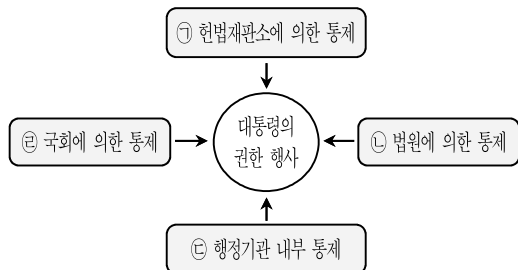 ㉠ 헌법재판소에 의한 통제
㉣ 국회에 의한 통제
대통령의
권한 행사
㉡ 법원에 의한 통제
㉢ 행정기관 내부 통제